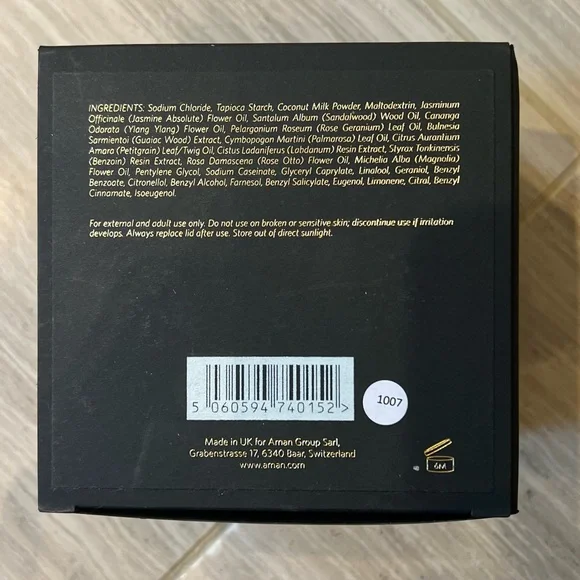 INGREDIENTS: Sodium Chloride, Tapioca Starch, Coconut Milk Powder, Maltodextrin, Jasminum
Officinale (Jasmine Absolute) Flower Oil, Santalum Album (Sandalwood) Wood Oil, Cananga
Odorata (Ylang Ylang) Flower Oil, Pelargonium Roseum (Rose Geranium) Leaf Oil, Bulnesia
Sarmientoi (Guaiac Wood) Extract, Cymbopogon Martini (Palmarosa) Leaf Oil, Citrus Aurantium
Amara (Petitgrain) Leaf/Twig Oil, Cistus Ladaniferus (Labdanum) Resin Extract, Styrax Tonkinensis
(Benzoin) Resin Extract, Rosa Damascena (Rose Otto) Flower Oil, Michelia Alba (Magnolia)
Flower Oil, Pentylene Glycol, Sodium Caseinate, Glyceryl Caprylate, Linalool, Geraniol, Benzyl
Benzoate, Citronellol, Benzyl Alcohol, Farnesol, Benzyl Salicylate, Eugenol, Limonene, Citral, Benzyl
Cinnamate, Isoeugenol.
For external and adult use only. Do not use on broken or sensitive skin; discontinue use if irritation
develops. Always replace lid after use. Store out of direct sunlight.
5 060594 740152 >
1007
Made in UK for Aman Group Sarl,
Grabenstrasse 17, 6340 Baar, Switzerland
www.aman.com
6M